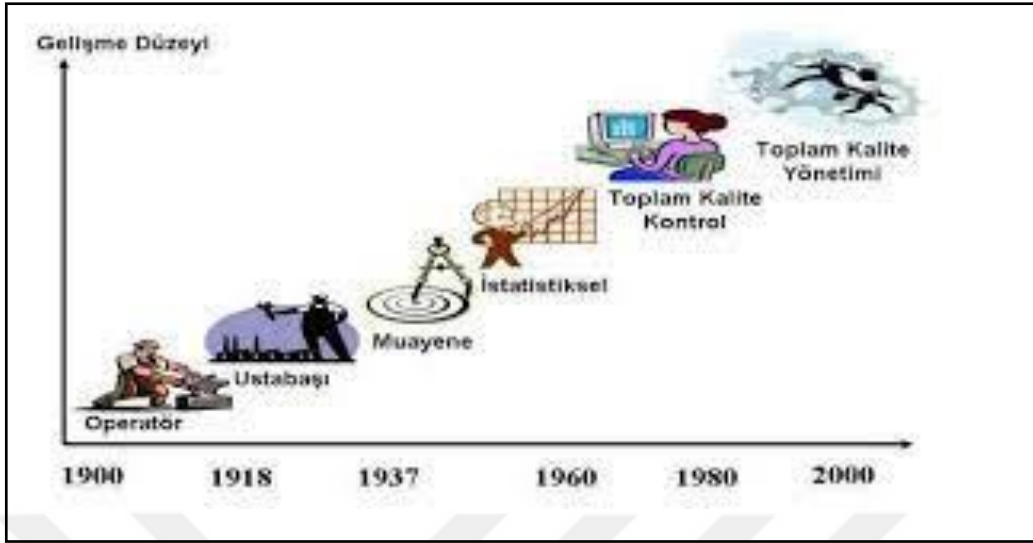 Gelişme Düzeyi
Toplam Kalite
Yönetimi
Toplam Kalite
Kontrol
İstatistiksel
Muayene
Ustabaşı
Operatör
1900 1918 1937 1960 1980 2000